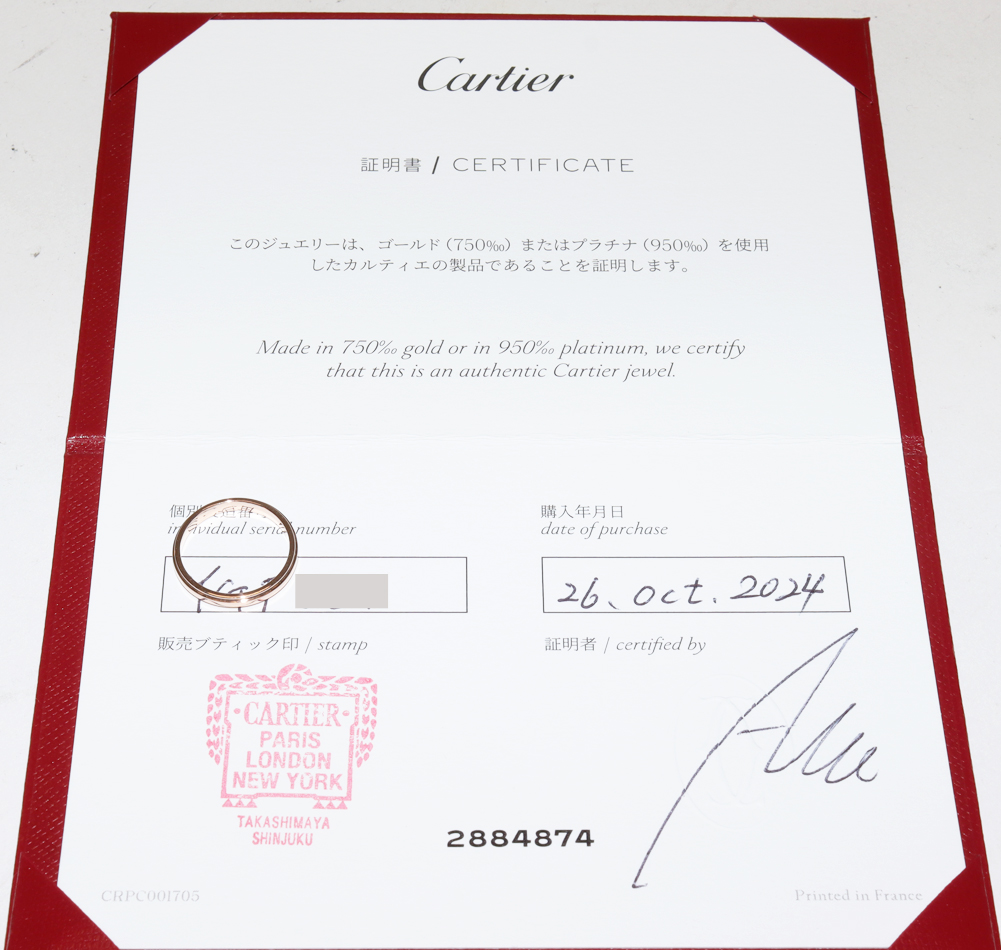 Cartier
証明書 / CERTIFICATE
このジュエリーは、ゴールド（750‰）またはプラチナ（950‰）を使用
したカルティエの製品であることを証明します。
Made in 750‰ gold or in 950‰ platinum, we certify
that this is an authentic Cartier jewel.
個別
individual serial number
購入年月日
date of purchase
26. oct. 2024
販売ブティック印 / stamp
証明者 / certified by
CARTIER
PARIS
LONDON
NEW YORK
TAKASHIMAYA
SHINJUKU
2884874
CRPC001705
Printed in France